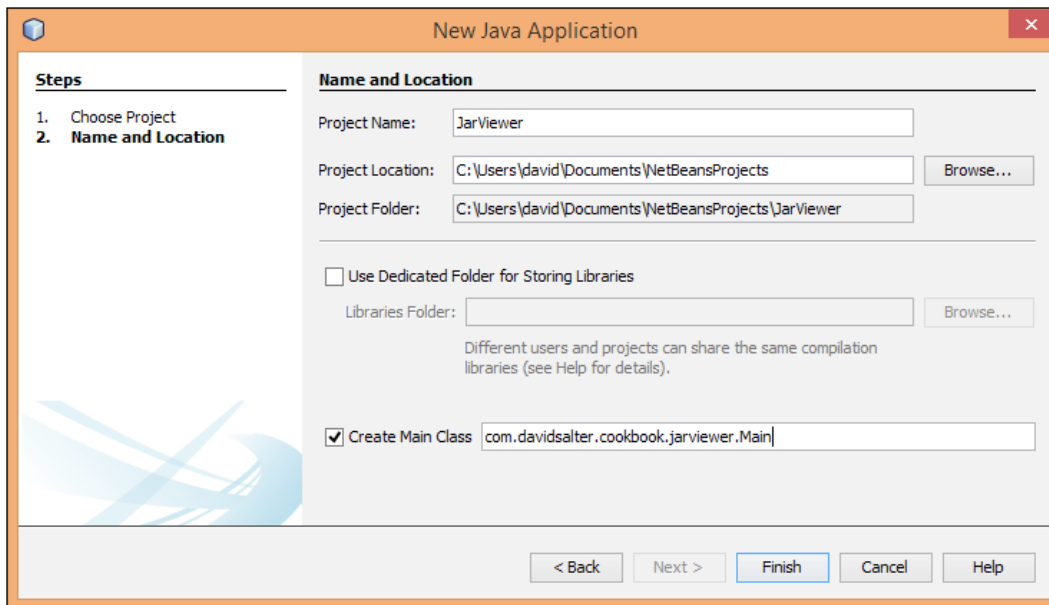 New Java Application
Steps
1. Choose Project
2. Name and Location
Name and Location
Project Name: JarViewer
Project Location: C:\Users\david\Documents\NetBeansProjects Browse...
Project Folder: C:\Users\david\Documents\NetBeansProjects\JarViewer
Use Dedicated Folder for Storing Libraries
Libraries Folder: Browse...
Different users and projects can share the same compilation
libraries (see Help for details).
Create Main Class com.davidsalter.cookbook.jarviewer.Main
< Back Next > Finish Cancel Help